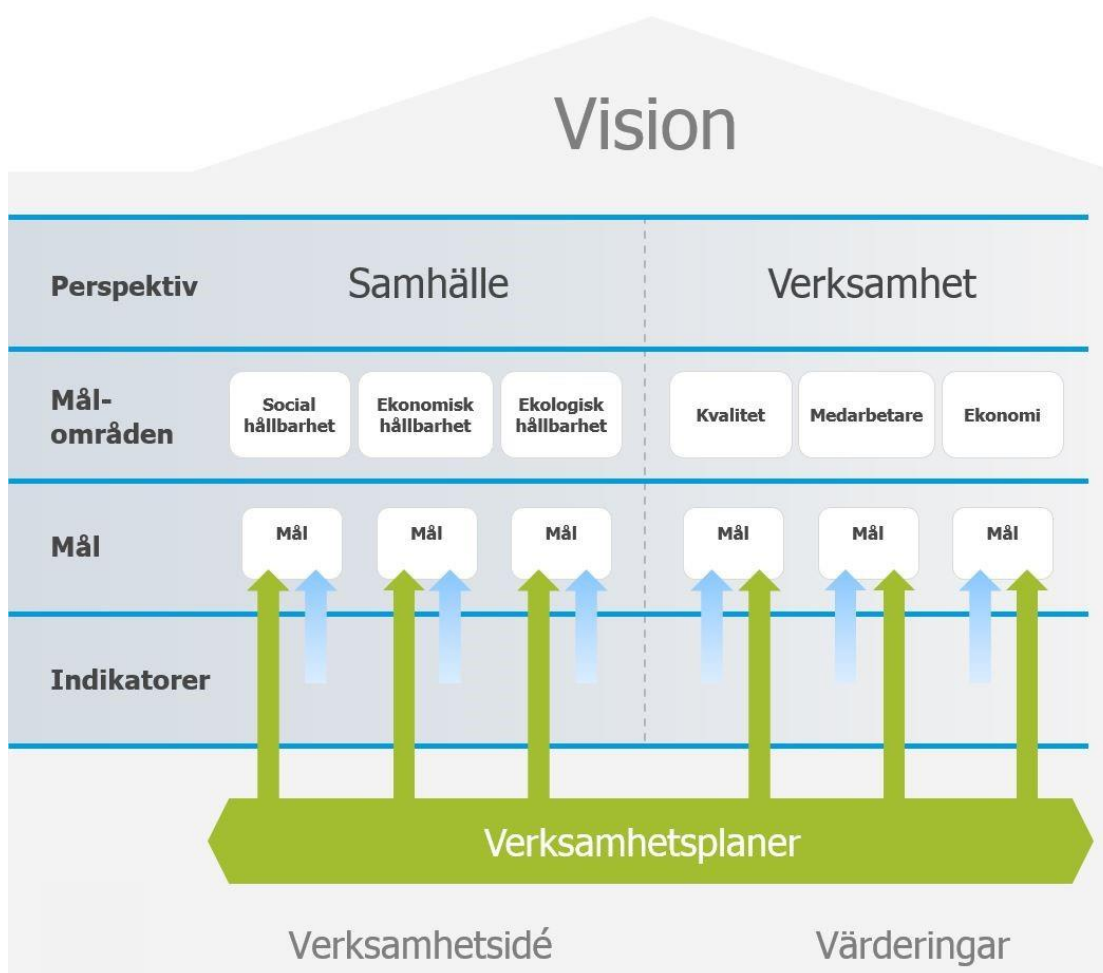 Vision
Perspektiv
Samhälle
Verksamhet
Mål-
områden
Social
hållbarhet
Ekonomisk
hållbarhet
Ekologisk
hållbarhet
Kvalitet
Medarbetare
Ekonomi
Mål
Mål
Mål
Mål
Mål
Mål
Mål
Indikatorer
Verksamhetsplaner
Verksamhetsidé
Värderingar